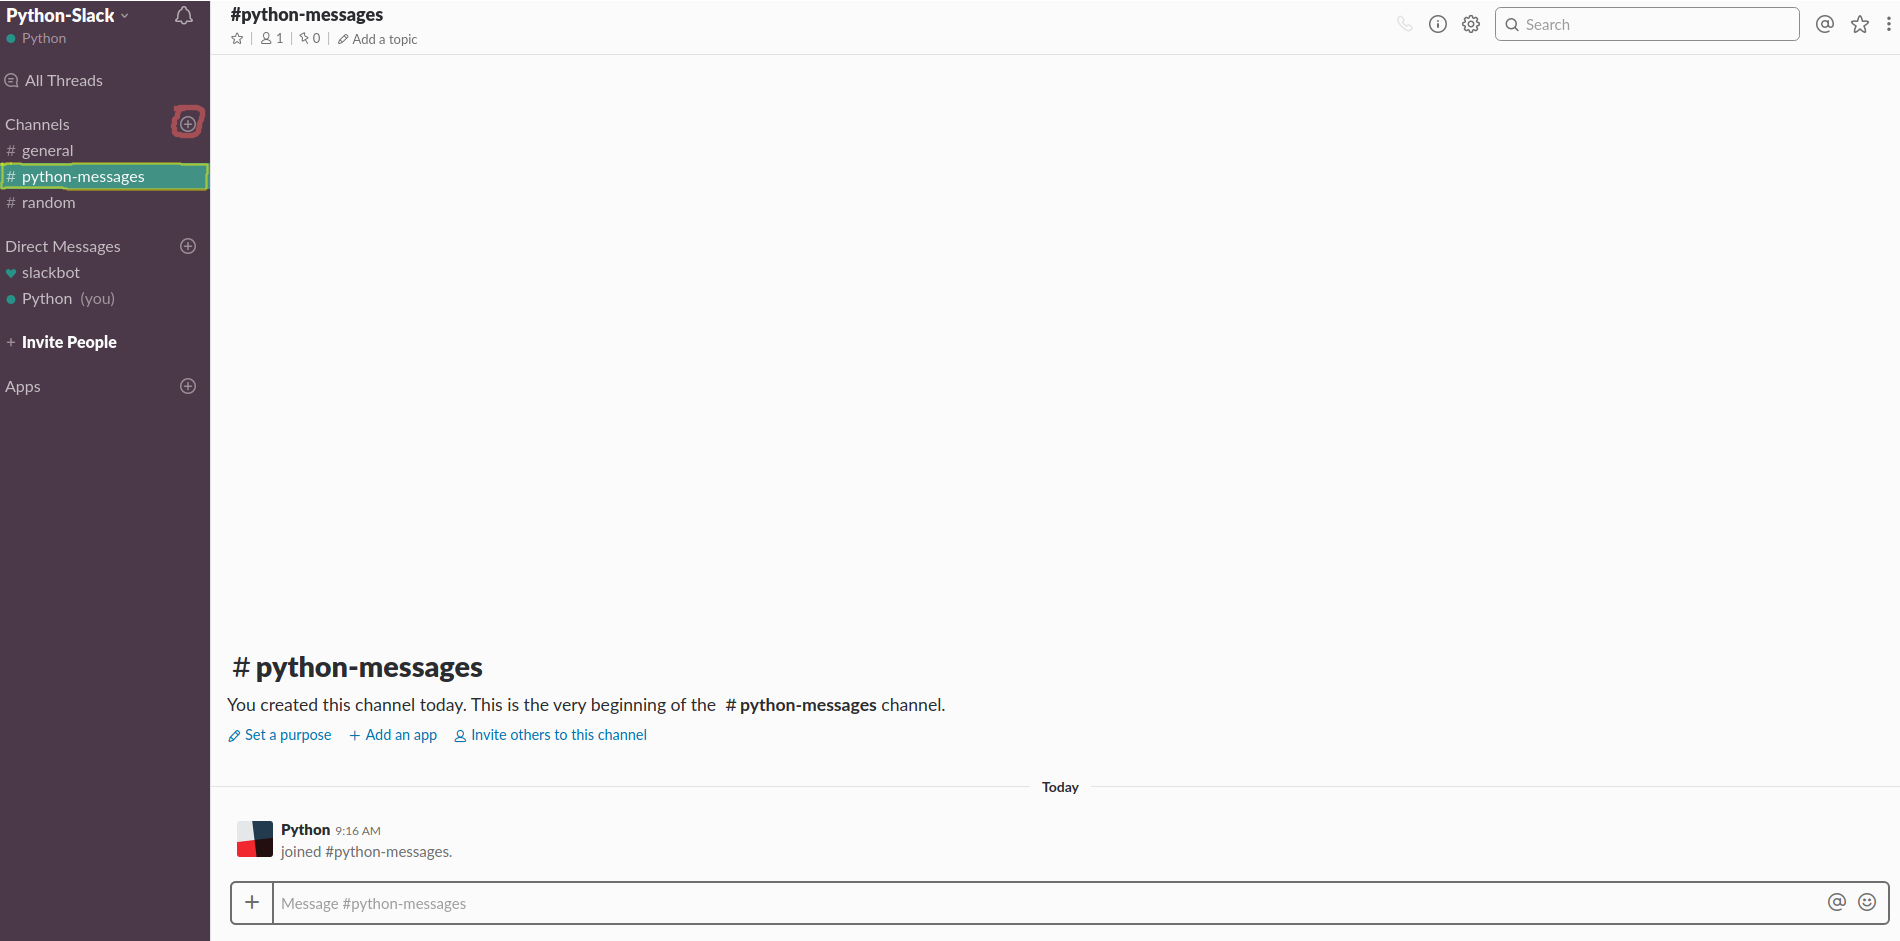 Python-Slack
Python
All Threads
Channels
# general
# python-messages
# random
Direct Messages
slackbot
Python (you)
+ Invite People
Apps
#python-messages
1 | 0 | Add a topic
Search
# python-messages
You created this channel today. This is the very beginning of the # python-messages channel.
Set a purpose + Add an app Invite others to this channel
Today
Python 9:16 AM
joined #python-messages.
+ Message #python-messages @